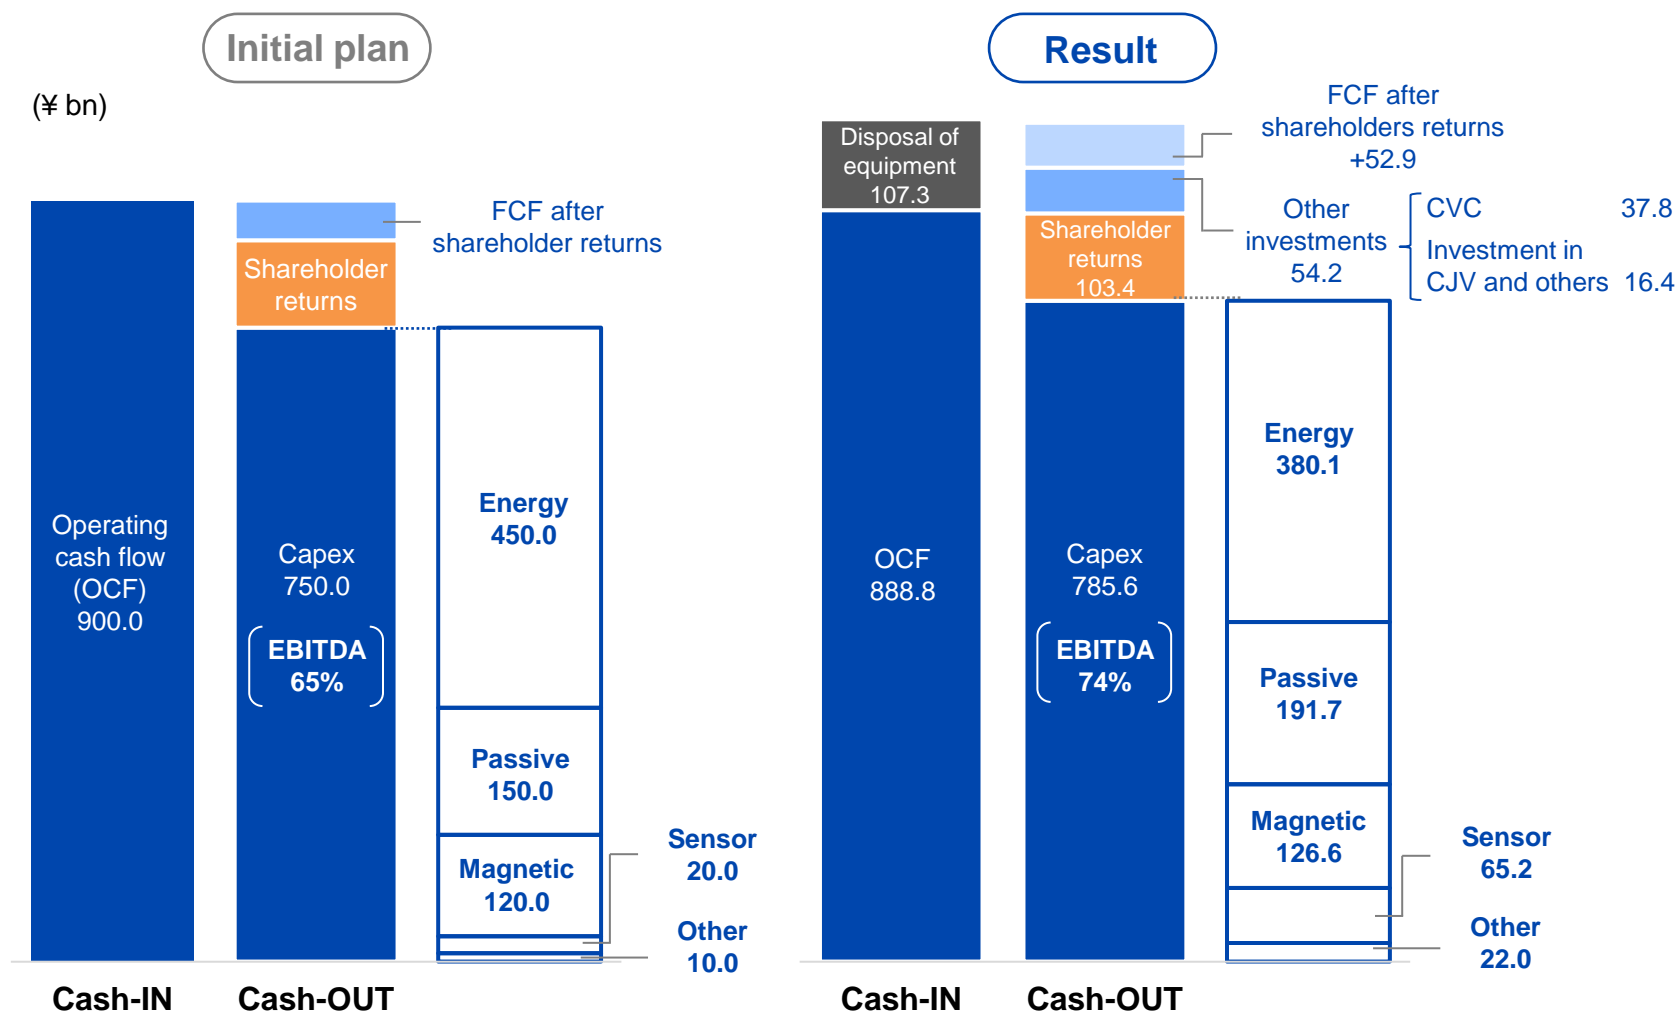 Initial plan
(¥ bn)
Operating
cash flow
(OCF)
900.0
FCF after
shareholder returns
Shareholder
returns
Capex
750.0
EBITDA
65%
Energy
450.0
Passive
150.0
Magnetic
120.0
Sensor
20.0
Other
10.0
Cash-IN
Cash-OUT
Result
Disposal of
equipment
107.3
OCF
888.8
FCF after
shareholders returns
+52.9
Other
investments
54.2
CVC 37.8
Investment in
CJV and others 16.4
Shareholder
returns
103.4
Capex
785.6
EBITDA
74%
Energy
380.1
Passive
191.7
Magnetic
126.6
Sensor
65.2
Other
22.0
Cash-IN
Cash-OUT